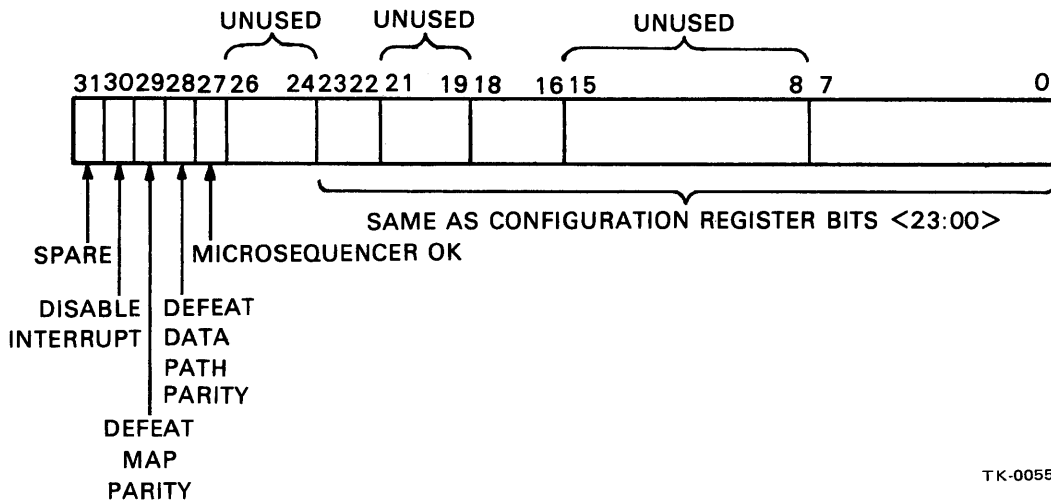 UNUSED UNUSED UNUSED
31 30 29 28 27 26 24 23 22 21 19 18 16 15 8 7 0
SAME AS CONFIGURATION REGISTER BITS <23:00>
SPARE MICROSEQUENCER OK
DISABLE DEFEAT
INTERRUPT DATA
PATH
PARITY
DEFEAT
MAP
PARITY
TK-0055